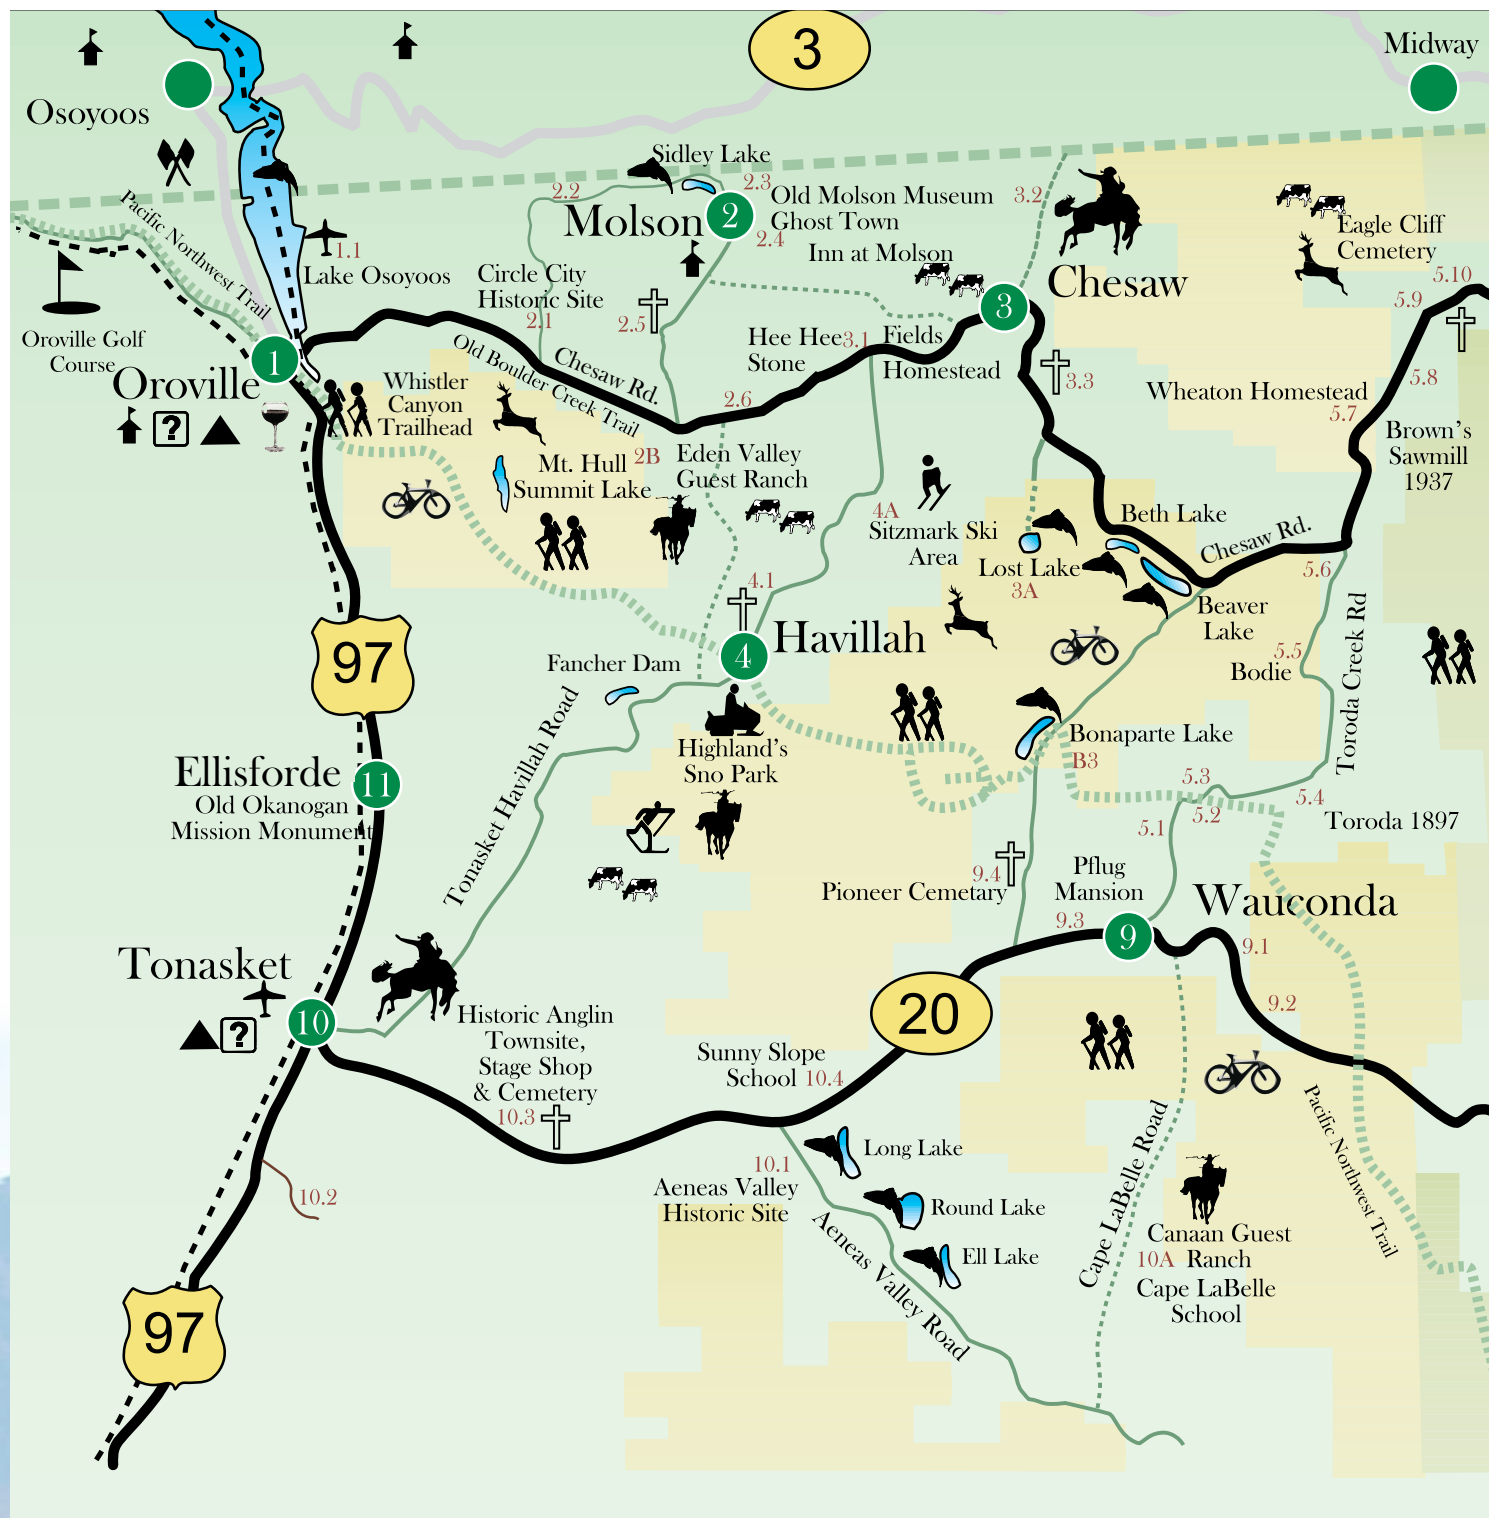 3
Midway
Osoyoos
Sidley Lake
2.2
2.3
Molson
2
Old Molson Museum
Ghost Town
3.2
2.4
Inn at Molson
Eagle Cliff
Cemetery
Pacific Northwest Trail
1.1
Lake Osoyoos
Circle City
Historic Site
2.1
2.5
Chesaw
3
5.10
5.9
Oroville Golf
Course
1
Oroville
Hee Hee
Stone
3.1
Fields
Homestead
Old Boulder Creek Trail
Chesaw Rd.
3.3
Whistler
Canyon
Trailhead
2.6
Wheaton Homestead
5.7
5.8
Brown's
Sawmill
1937
Mt. Hull
Summit Lake
2B
Eden Valley
Guest Ranch
4A
Sitzmark Ski
Area
Beth Lake
Chesaw Rd.
Lost Lake
3A
5.6
4.1
Beaver
Lake
97
4
Havillah
Fancher Dam
5.5
Bodie
Toroda Creek Rd
Tonasket Havillah Road
Highland's
Sno Park
Bonaparte Lake
B3
Ellisforde
11
Old Okanogan
Mission Monument
5.3
5.4
5.2
5.1
Toroda 1897
Pflug
Mansion
9.4
Pioneer Cemetary
9.3
9
Wauconda
9.1
9.2
Tonasket
10
20
Historic Anglin
Townsite,
Stage Shop
& Cemetery
10.3
Sunny Slope
School 10.4
Long Lake
10.1
Aeneas Valley
Historic Site
Round Lake
Ell Lake
Aeneas Valley Road
Cape LaBelle Road
Pacific Northwest Trail
10.2
Canaan Guest
10A Ranch
Cape LaBelle
School
97
?
?